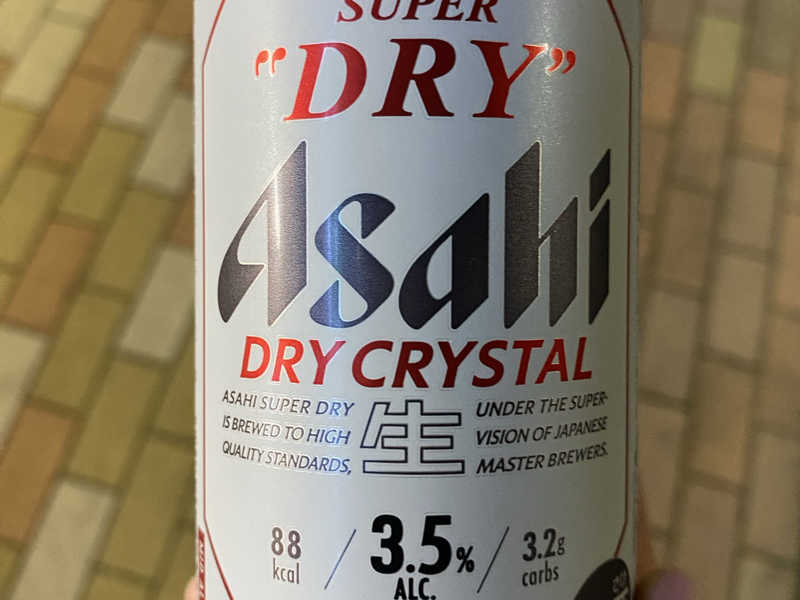 SUPER
"DRY"
Asahi
DRY CRYSTAL
ASAHI SUPER DRY
IS BREWED TO HIGH
QUALITY STANDARDS,
生
UNDER THE SUPER-
VISION OF JAPANESE
MASTER BREWERS.
88
kcal
3.5%
ALC.
3.2g
carbs